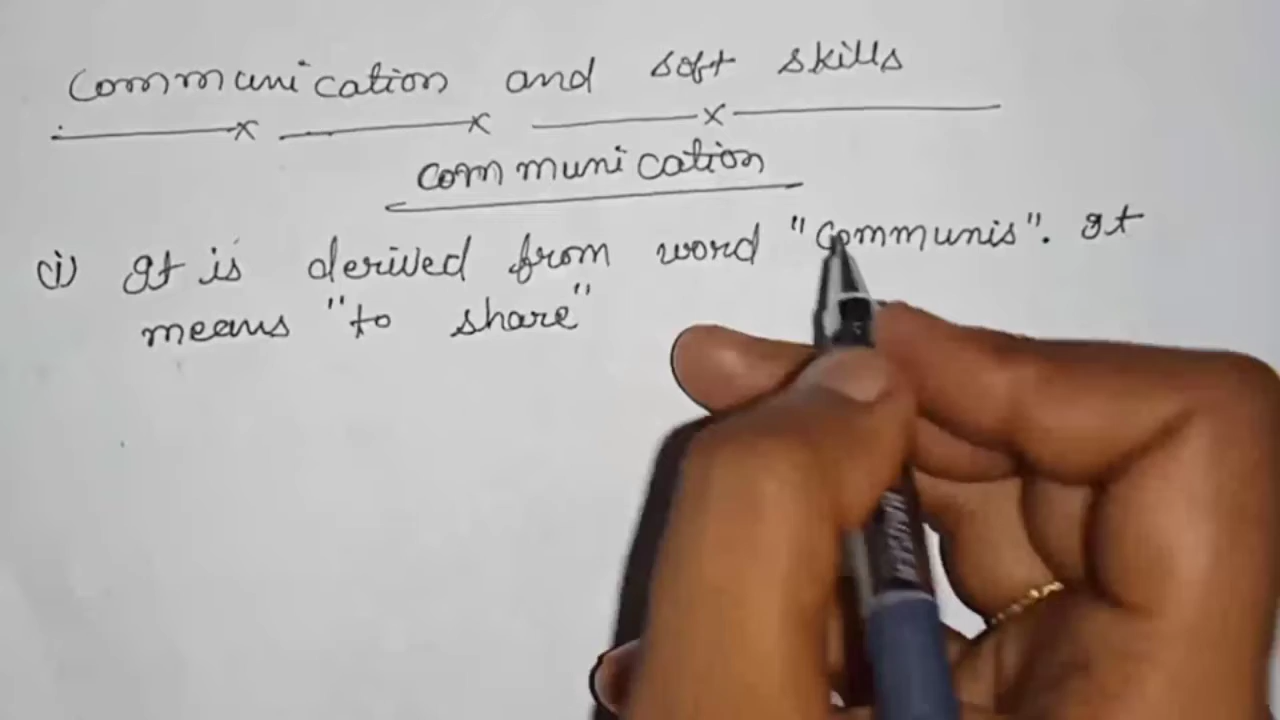 Communication and soft skills
Communication
(i) It is derived from word "Communis". It
means "to share"